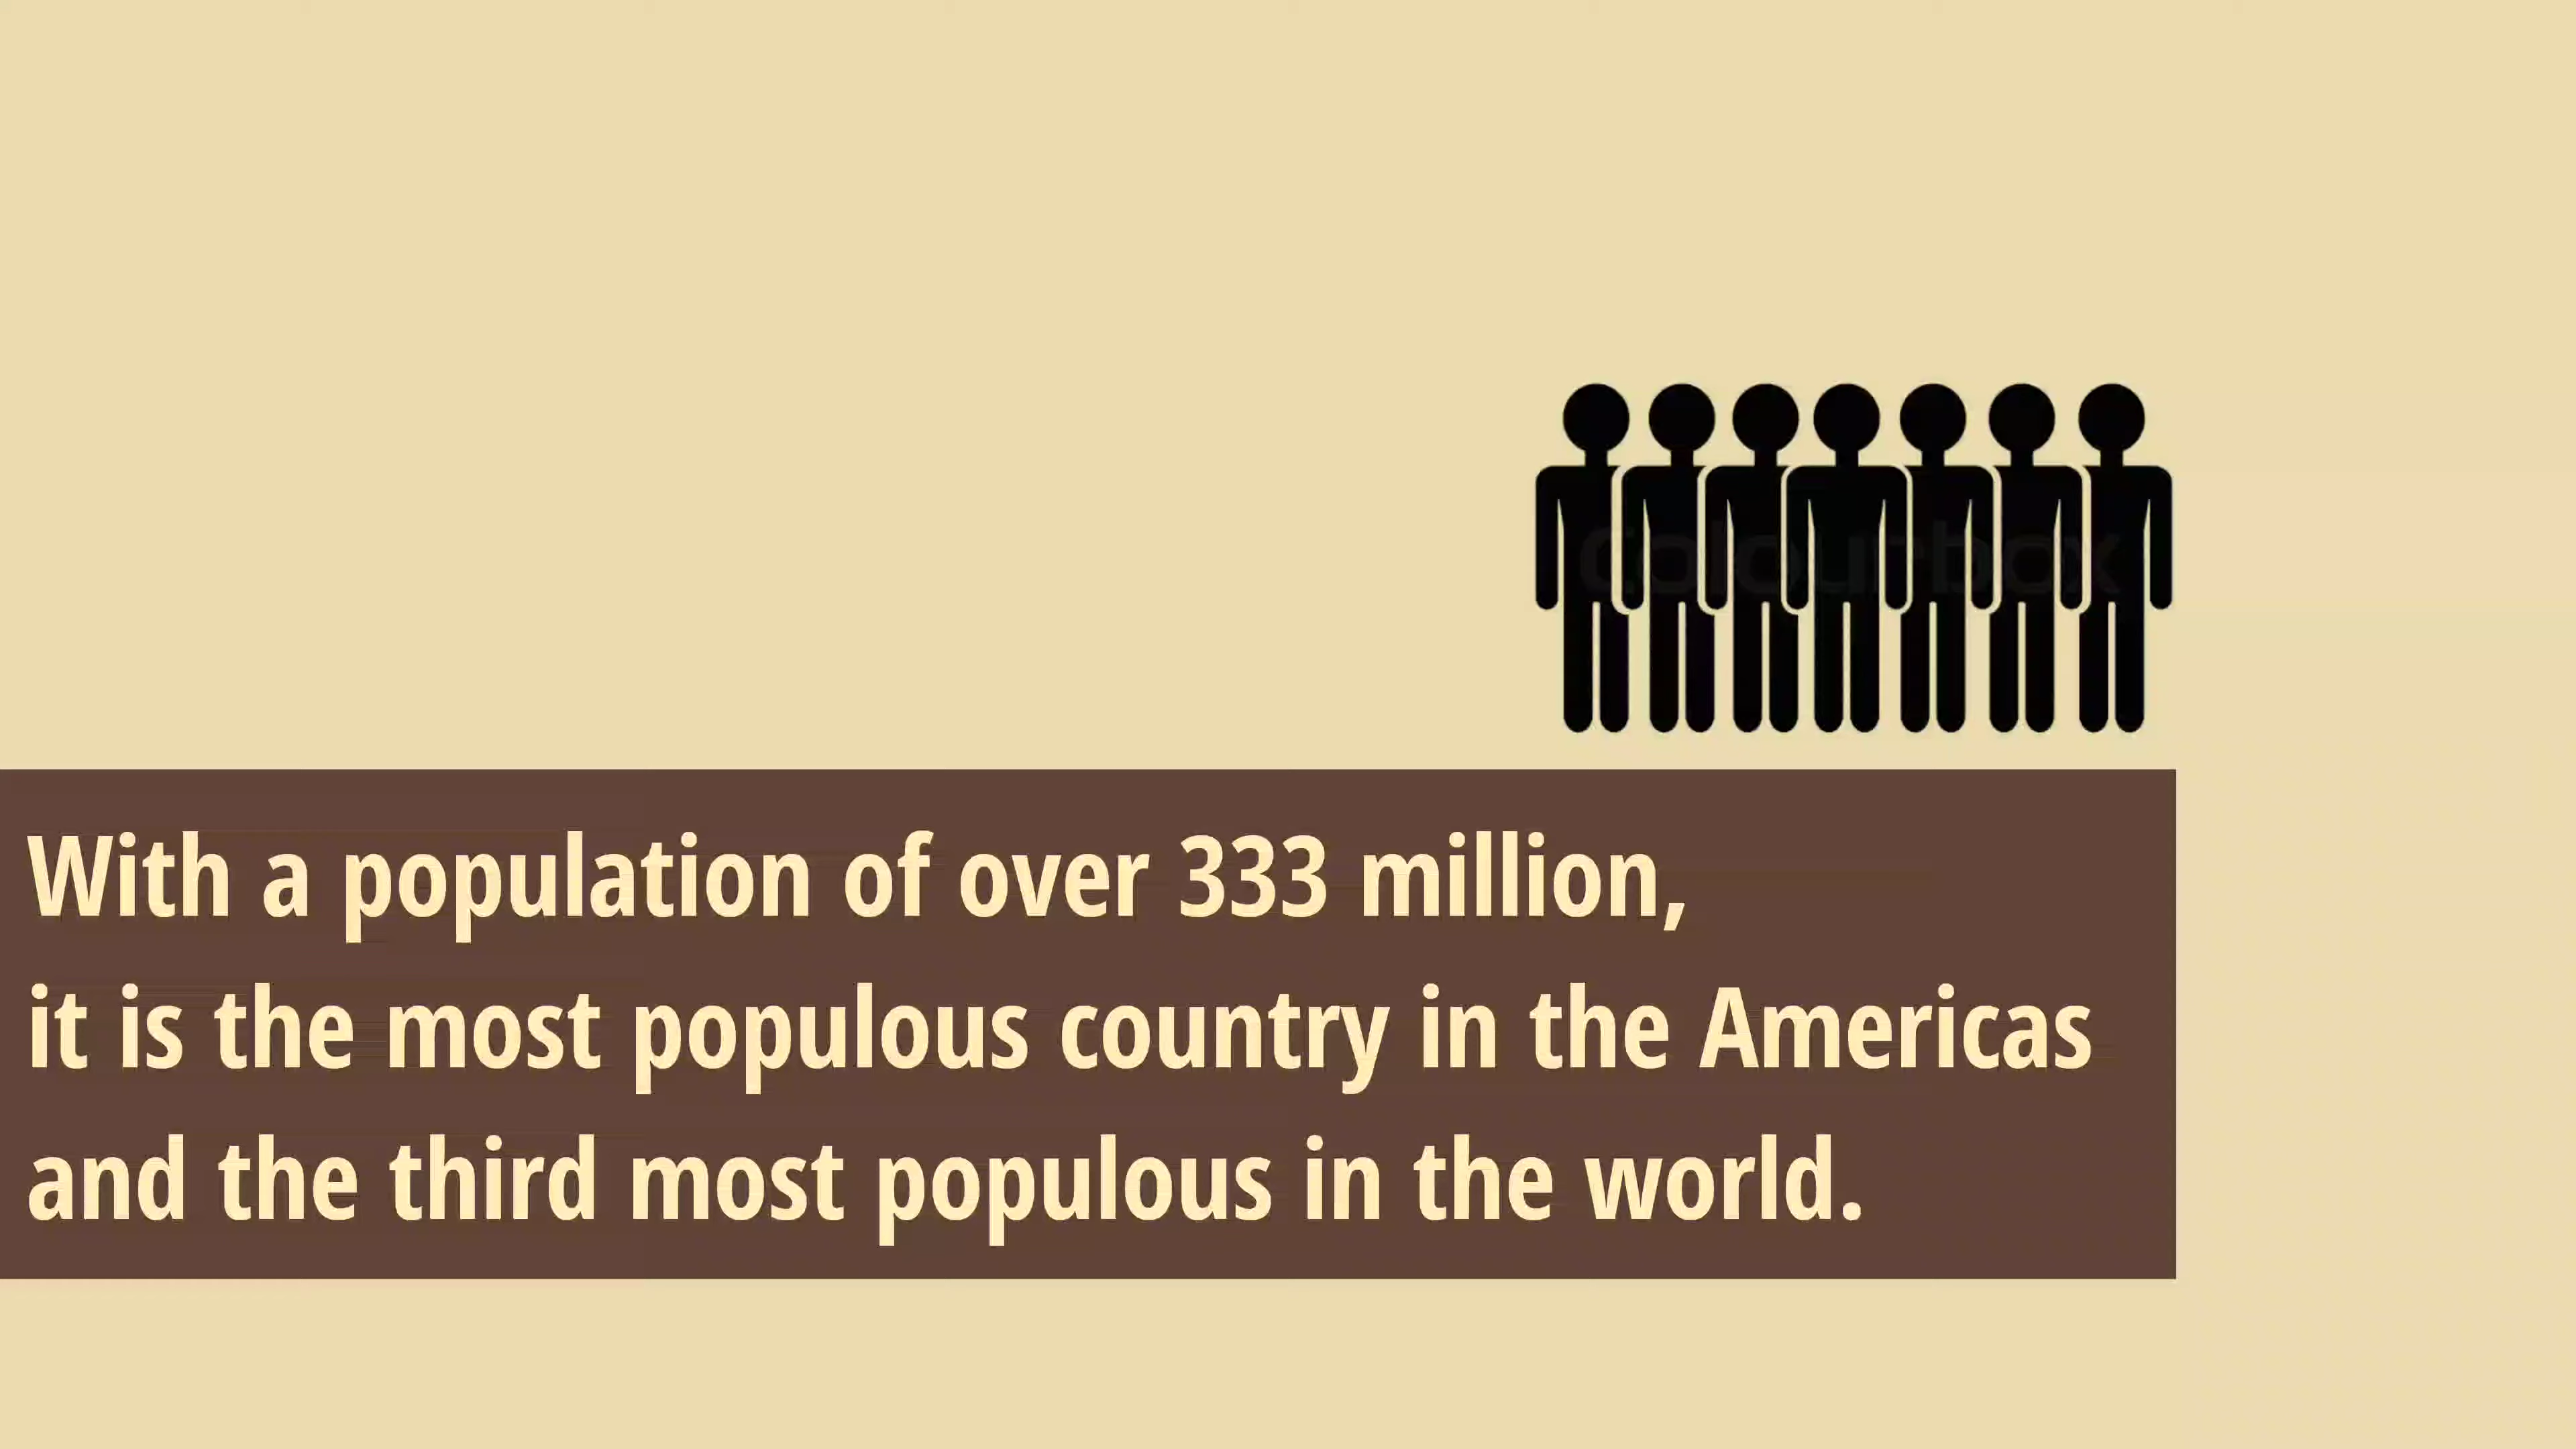 colourbox
With a population of over 333 million,
it is the most populous country in the Americas
and the third most populous in the world.